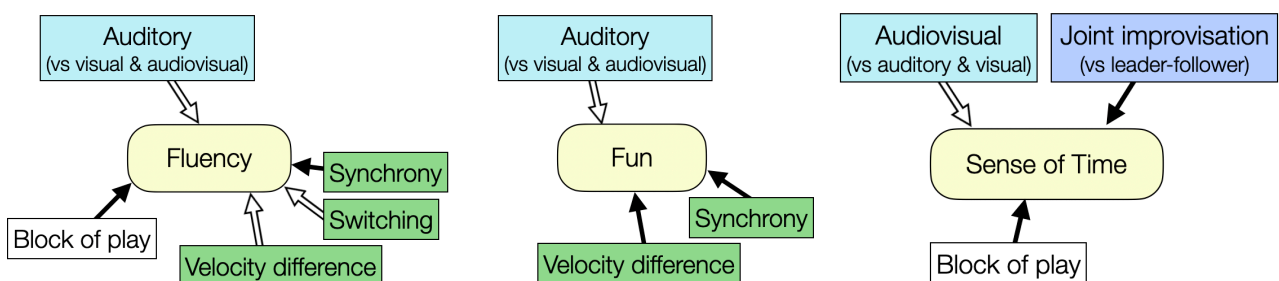 Auditory
(vs visual & audiovisual)
Fluency
Synchrony
Switching
Block of play
Velocity difference
Auditory
(vs visual & audiovisual)
Fun
Synchrony
Velocity difference
Audiovisual
(vs auditory & visual)
Joint improvisation
(vs leader-follower)
Sense of Time
Block of play